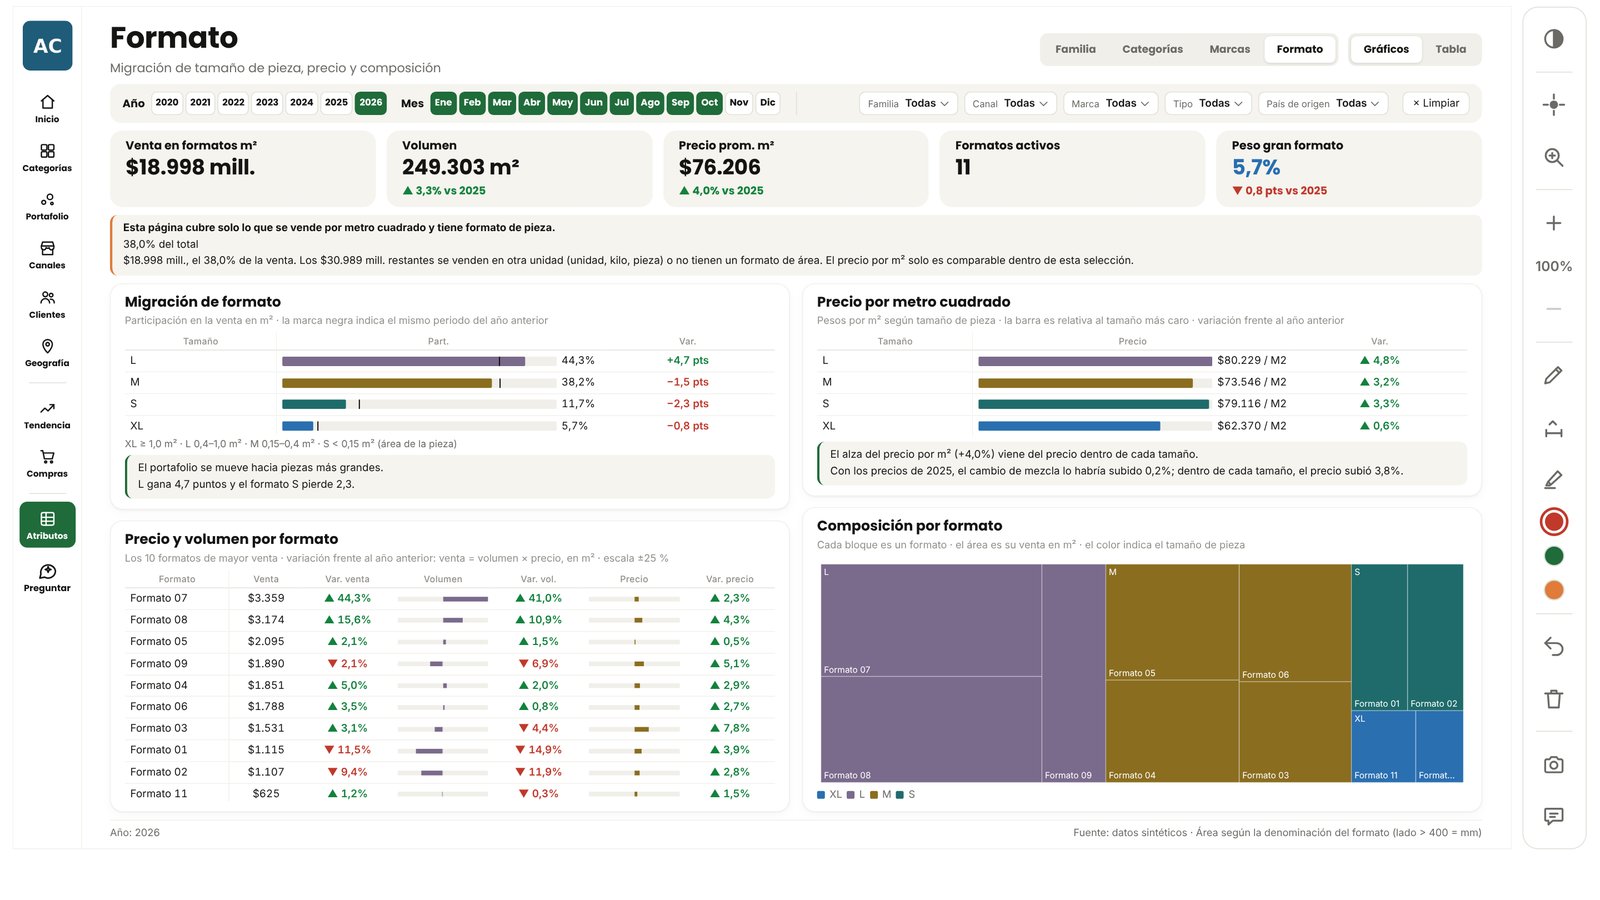 AC
Inicio
Categorías
Portafolio
Canales
Clientes
Geografía
Tendencia
Compras
Atributos
Preguntar
Formato
Migración de tamaño de pieza, precio y composición
Familia Categorías Marcas Formato Gráficos Tabla
Año 2020 2021 2022 2023 2024 2025 2026 Mes Ene Feb Mar Abr May Jun Jul Ago Sep Oct Nov Dic Familia Todas Canal Todas Marca Todas Tipo Todas País de origen Todas × Limpiar
Venta en formatos m²
$18.998 mill.
Volumen
249.303 m²
▲ 3,3% vs 2025
Precio prom. m²
$76.206
▲ 4,0% vs 2025
Formatos activos
11
Peso gran formato
5,7%
▼ 0,8 pts vs 2025
Esta página cubre solo lo que se vende por metro cuadrado y tiene formato de pieza.
38,0% del total
$18.998 mill., el 38,0% de la venta. Los $30.989 mill. restantes se venden en otra unidad (unidad, kilo, pieza) o no tienen un formato de área. El precio por m² solo es comparable dentro de esta selección.
Migración de formato
Participación en la venta en m² · la marca negra indica el mismo periodo del año anterior
Tamaño Part. Var.
L 44,3% +4,7 pts
M 38,2% −1,5 pts
S 11,7% −2,3 pts
XL 5,7% −0,8 pts
XL ≥ 1,0 m² · L 0,4–1,0 m² · M 0,15–0,4 m² · S < 0,15 m² (área de la pieza)
El portafolio se mueve hacia piezas más grandes.
L gana 4,7 puntos y el formato S pierde 2,3.
Precio por metro cuadrado
Pesos por m² según tamaño de pieza · la barra es relativa al tamaño más caro · variación frente al año anterior
Tamaño Precio Var.
L $80.229 / M2 ▲ 4,8%
M $73.546 / M2 ▲ 3,2%
S $79.116 / M2 ▲ 3,3%
XL $62.370 / M2 ▲ 0,6%
El alza del precio por m² (+4,0%) viene del precio dentro de cada tamaño.
Con los precios de 2025, el cambio de mezcla lo habría subido 0,2%; dentro de cada tamaño, el precio subió 3,8%.
Precio y volumen por formato
Los 10 formatos de mayor venta · variación frente al año anterior: venta = volumen × precio, en m² · escala ±25 %
Formato Venta Var. venta Volumen Var. vol. Precio Var. precio
Formato 07 $3.359 ▲ 44,3% ▲ 41,0% ▲ 2,3%
Formato 08 $3.174 ▲ 15,6% ▲ 10,9% ▲ 4,3%
Formato 05 $2.095 ▲ 2,1% ▲ 1,5% ▲ 0,5%
Formato 09 $1.890 ▼ 2,1% ▼ 6,9% ▲ 5,1%
Formato 04 $1.851 ▲ 5,0% ▲ 2,0% ▲ 2,9%
Formato 06 $1.788 ▲ 3,5% ▲ 0,8% ▲ 2,7%
Formato 03 $1.531 ▲ 3,1% ▼ 4,4% ▲ 7,8%
Formato 01 $1.115 ▼ 11,5% ▼ 14,9% ▲ 3,9%
Formato 02 $1.107 ▼ 9,4% ▼ 11,9% ▲ 2,8%
Formato 11 $625 ▲ 1,2% ▼ 0,3% ▲ 1,5%
Composición por formato
Cada bloque es un formato · el área es su venta en m² · el color indica el tamaño de pieza
L M S
Formato 07 Formato 05 Formato 06
Formato 01 Formato 02
XL
Formato 08 Formato 09 Formato 04 Formato 03 Formato 11 Format...
XL L M S
Año: 2026
Fuente: datos sintéticos · Área según la denominación del formato (lado > 400 = mm)
100%